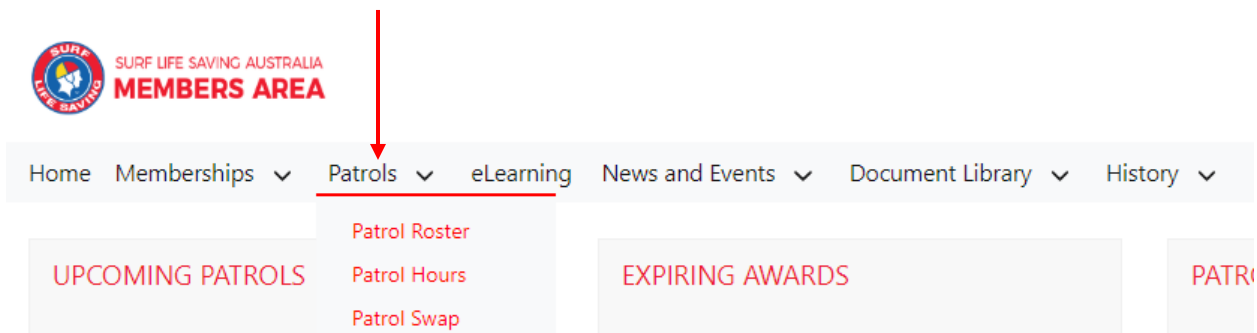 SURF
LIFE SAVING
SURF LIFE SAVING AUSTRALIA
MEMBERS AREA
Home Memberships Patrols eLearning News and Events Document Library History
Patrol Roster
UPCOMING PATROLS Patrol Hours EXPIRING AWARDS
Patrol Swap